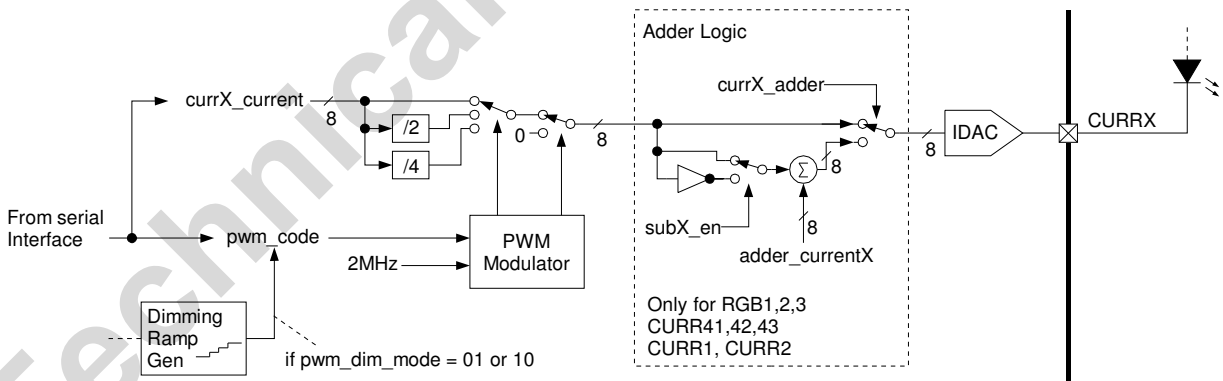 Technical
Adder Logic
currX_adder
currX_current
8
/2
/4
0
8
8
IDAC
CURRX
Σ
8
subX_en
8
adder_currentX
From serial
Interface
pwm_code
2MHz
PWM
Modulator
Only for RGB1,2,3
CURR41,42,43
CURR1, CURR2
Dimming
Ramp
Gen
if pwm_dim_mode = 01 or 10